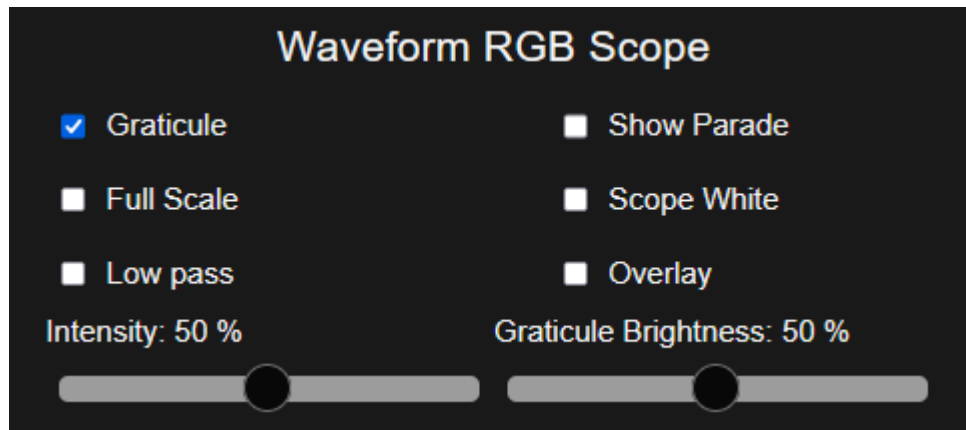 Waveform RGB Scope
Graticule
Show Parade
Full Scale
Scope White
Low pass
Overlay
Intensity: 50 %
Graticule Brightness: 50 %